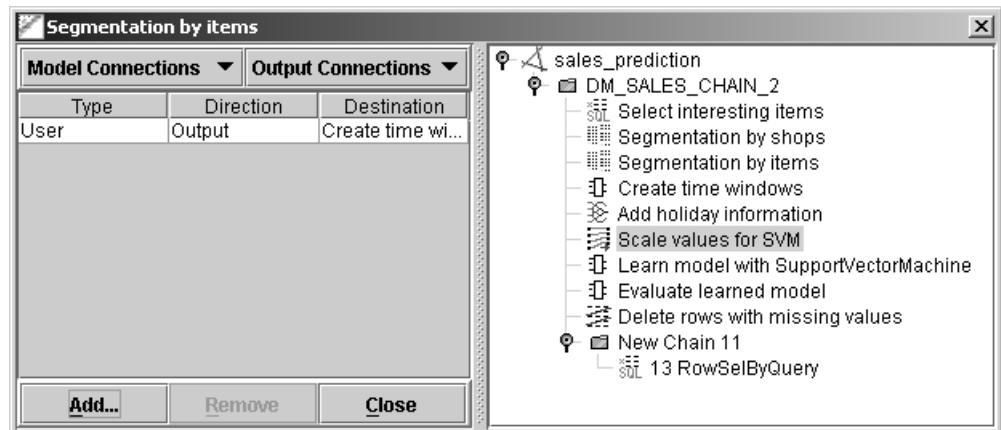 Segmentation by items
Model Connections Output Connections
Type Direction Destination
User Output Create time wi...
Add... Remove Close
sales_prediction
DM_SALES_CHAIN_2
SQL Select interesting items
Segmentation by shops
Segmentation by items
Create time windows
Add holiday information
Scale values for SVM
Learn model with SupportVectorMachine
Evaluate learned model
Delete rows with missing values
New Chain 11
SQL 13 RowSelByQuery